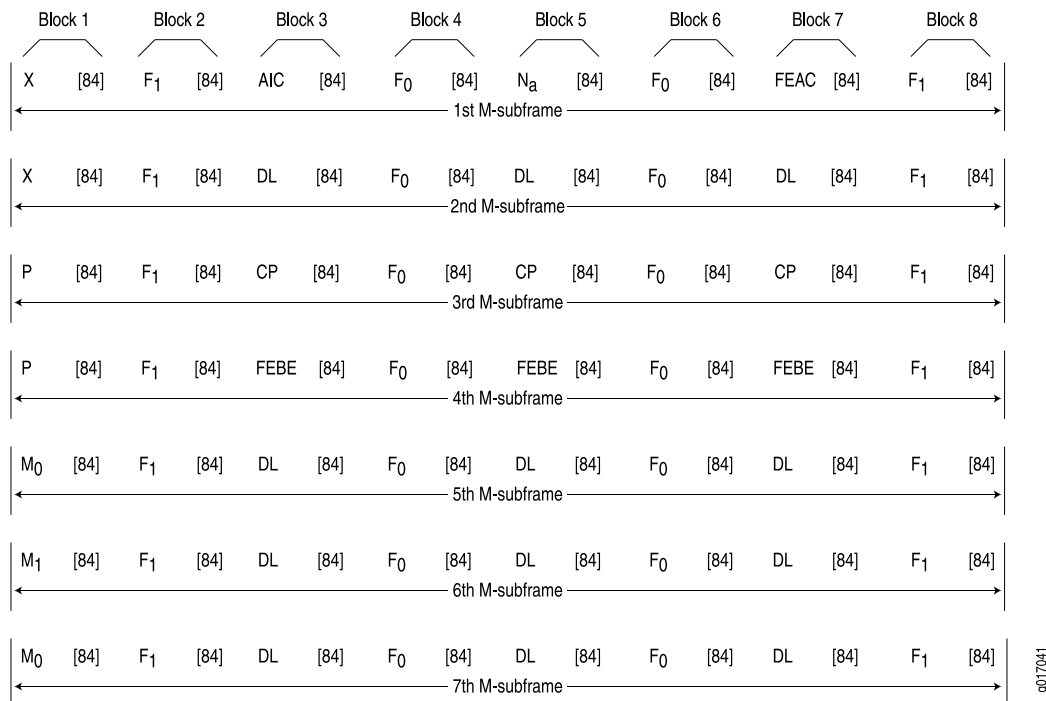 Block 1 Block 2 Block 3 Block 4 Block 5 Block 6 Block 7 Block 8
X [84] F1 [84] AIC [84] F0 [84] Na [84] F0 [84] FEAC [84] F1 [84]
1st M-subframe
X [84] F1 [84] DL [84] F0 [84] DL [84] F0 [84] DL [84] F1 [84]
2nd M-subframe
P [84] F1 [84] CP [84] F0 [84] CP [84] F0 [84] CP [84] F1 [84]
3rd M-subframe
P [84] F1 [84] FEBE [84] F0 [84] FEBE [84] F0 [84] FEBE [84] F1 [84]
4th M-subframe
M0 [84] F1 [84] DL [84] F0 [84] DL [84] F0 [84] DL [84] F1 [84]
5th M-subframe
M1 [84] F1 [84] DL [84] F0 [84] DL [84] F0 [84] DL [84] F1 [84]
6th M-subframe
M0 [84] F1 [84] DL [84] F0 [84] DL [84] F0 [84] DL [84] F1 [84]
7th M-subframe
g017041